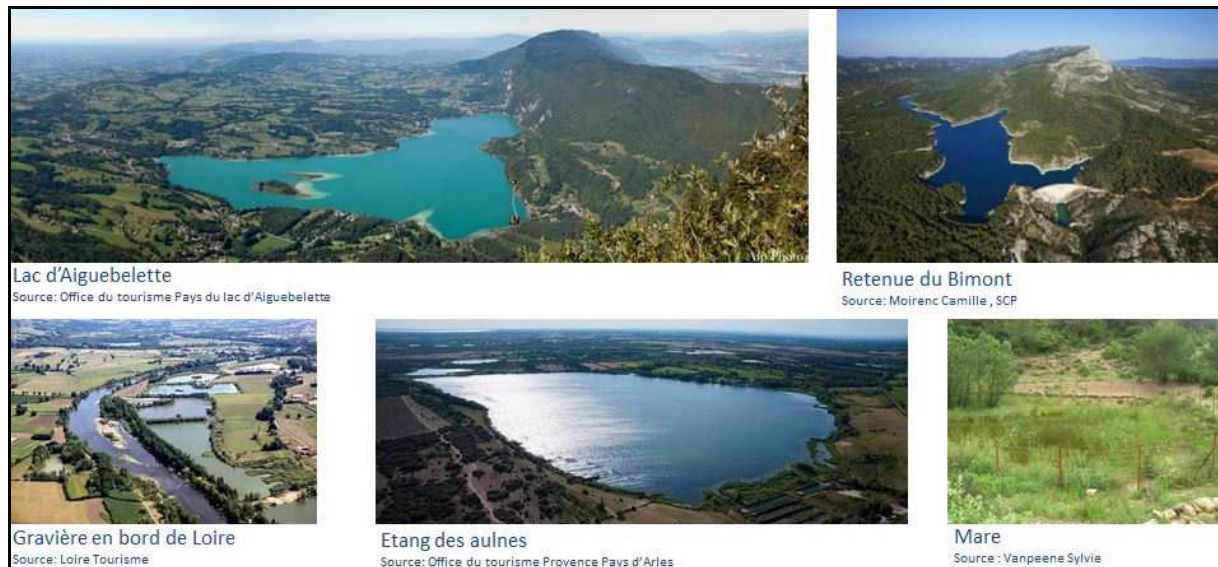 Alp'Photo
Lac d'Aiguebelette
Source: Office du tourisme Pays du lac d'Aiguebelette
Retenue du Bimont
Source: Moirenc Camille , SCP
Gravière en bord de Loire
Source: Loire Tourisme
Etang des aulnes
Source: Office du tourisme Provence Pays d'Arles
Mare
Source : Vanpeene Sylvie